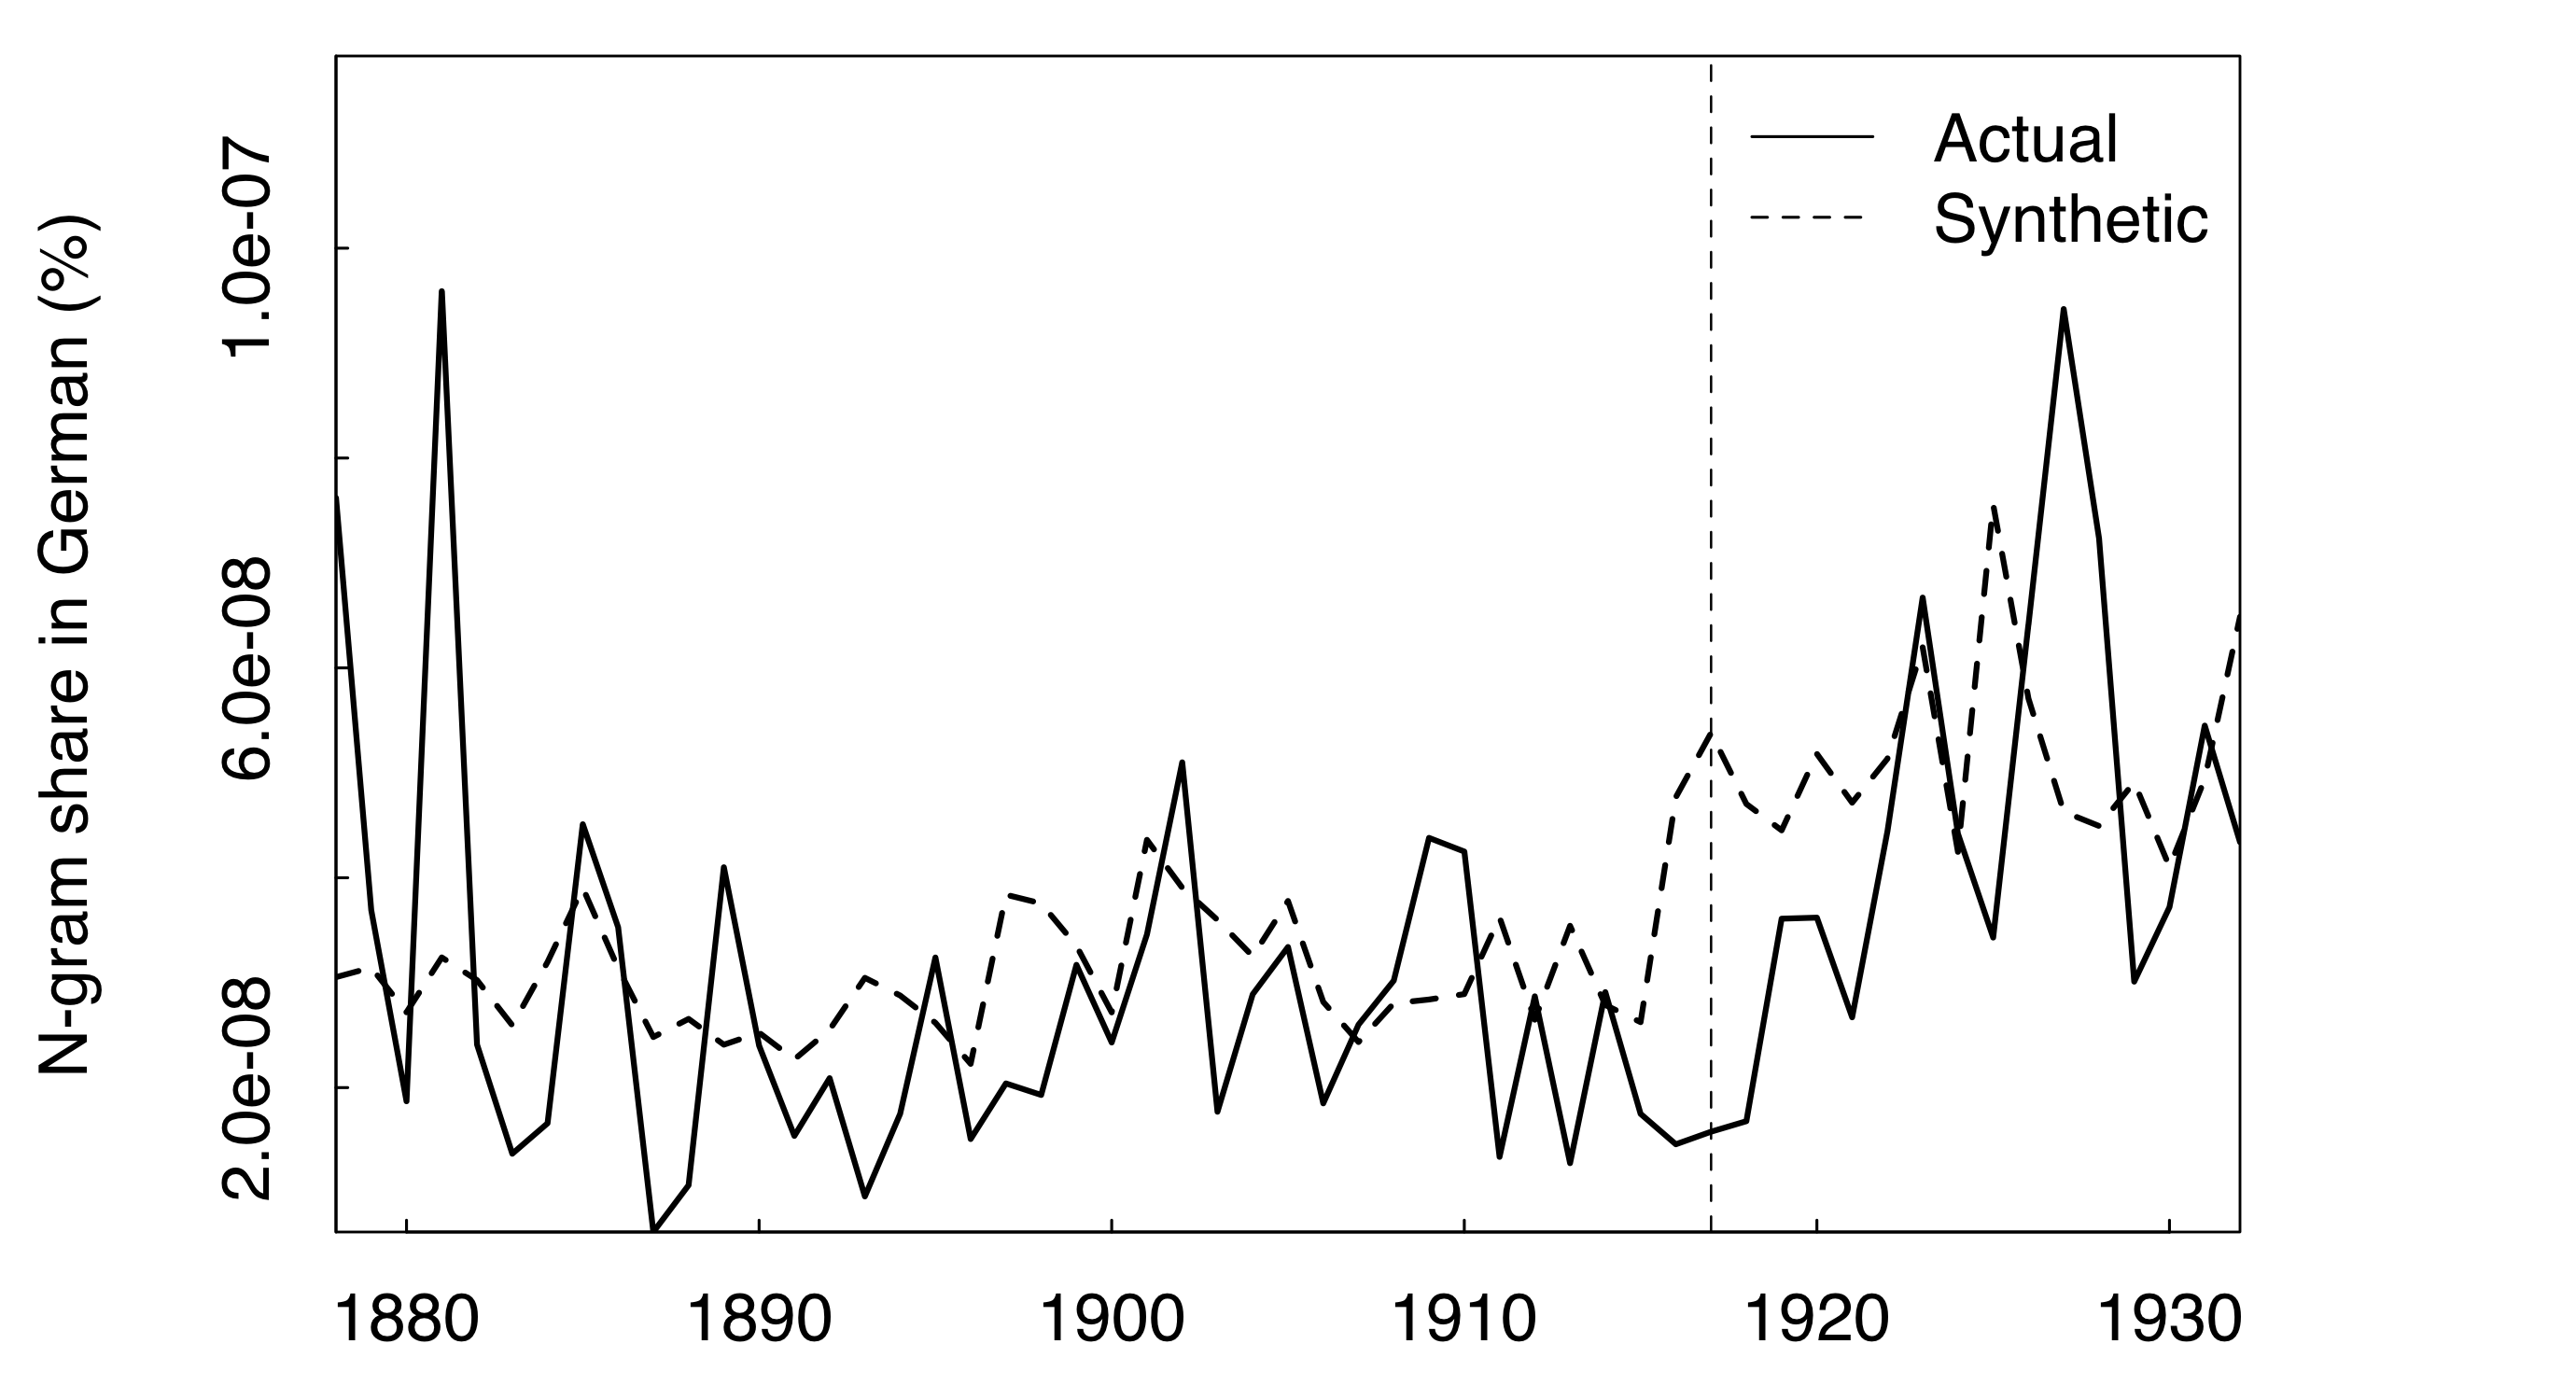 N-gram share in German (%)
1.0e-07
6.0e-08
2.0e-08
Actual
Synthetic
1880 1890 1900 1910 1920 1930